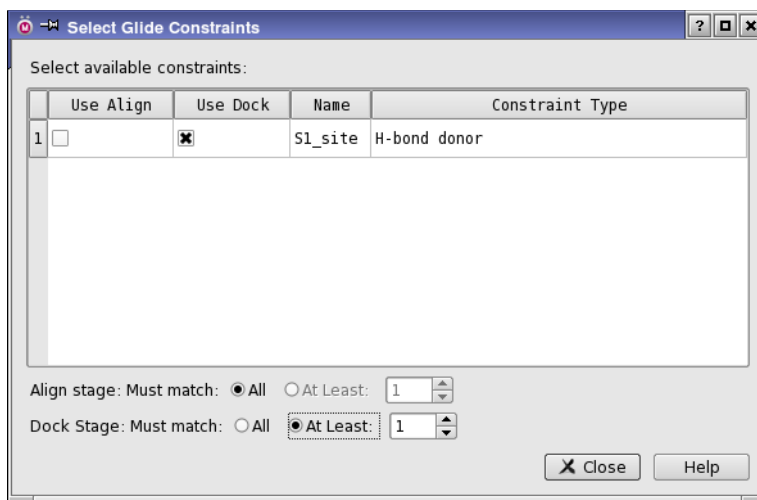 Select Glide Constraints ?
Select available constraints:
Use Align Use Dock Name Constraint Type
1 S1_site H-bond donor
Align stage: Must match: All At Least: 1
Dock Stage: Must match: All At Least: 1
Close Help